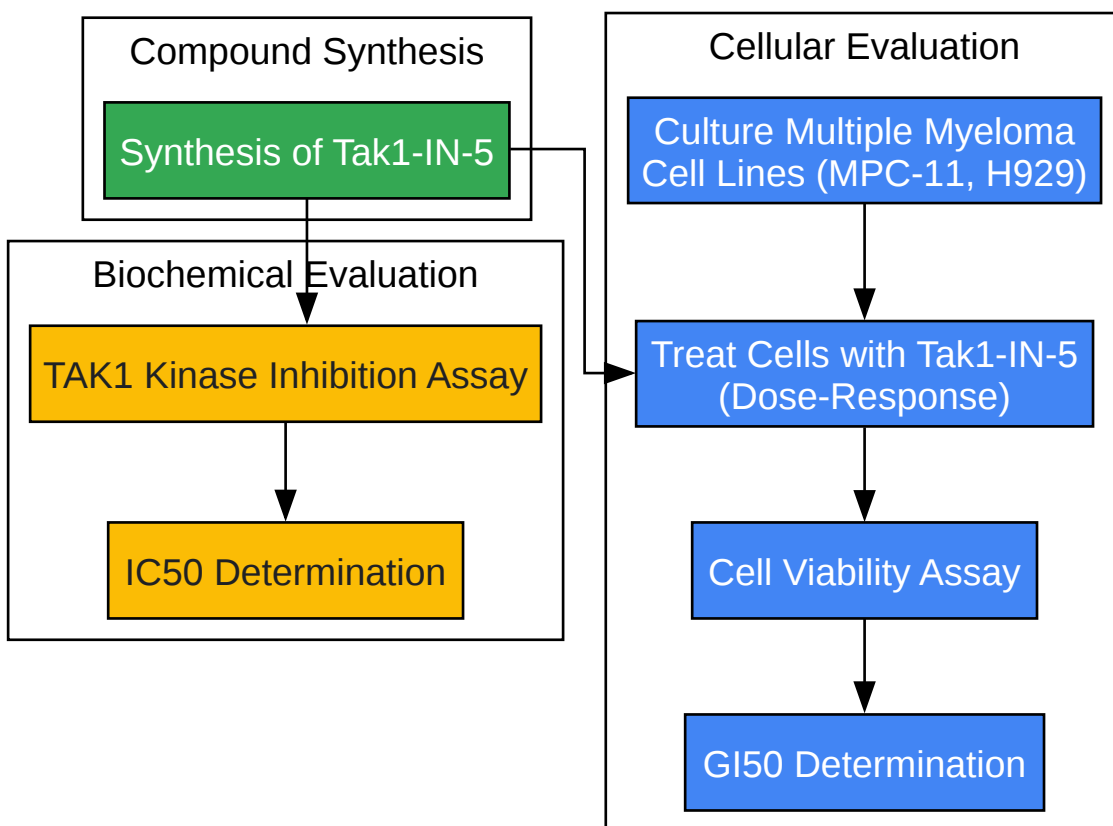 Compound Synthesis
Synthesis of Tak1-IN-5
Biochemical Evaluation
TAK1 Kinase Inhibition Assay
IC50 Determination
Cellular Evaluation
Culture Multiple Myeloma
Cell Lines (MPC-11, H929)
Treat Cells with Tak1-IN-5
(Dose-Response)
Cell Viability Assay
GI50 Determination